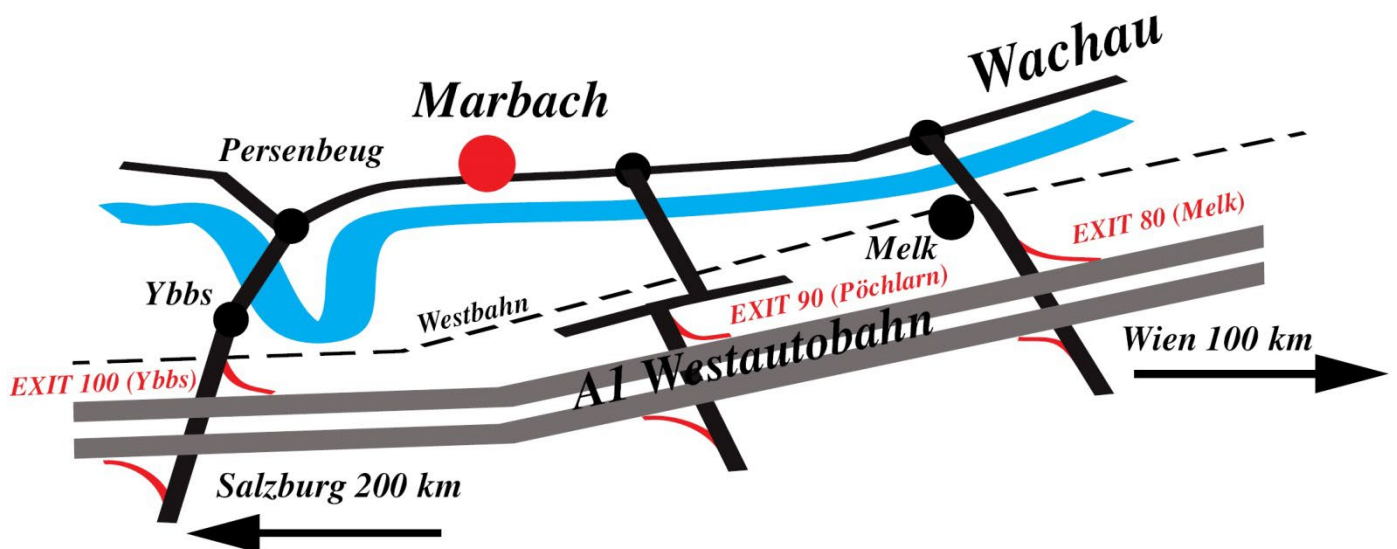 Wachau
Marbach
Persenbeug
EXIT 80 (Melk)
Melk
Ybbs
Westbahn
EXIT 90 (Pöchlarn)
A1 Westautobahn
Wien 100 km
EXIT 100 (Ybbs)
Salzburg 200 km